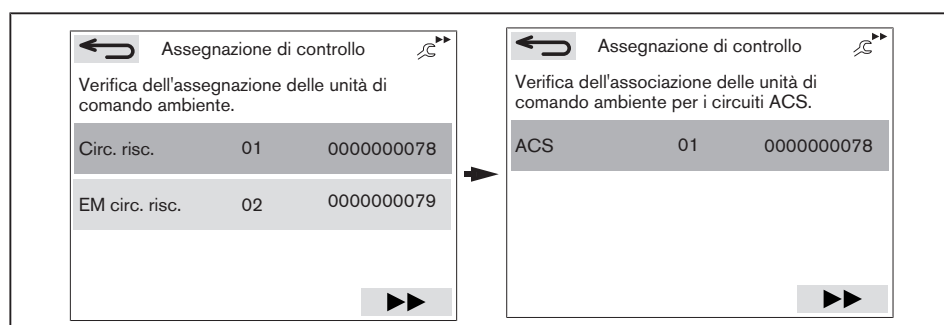 Assegnazione di controllo
Verifica dell'assegnazione delle unità di
comando ambiente.
Circ. risc. 01 0000000078
EM circ. risc. 02 0000000079
Assegnazione di controllo
Verifica dell'associazione delle unità di
comando ambiente per i circuiti ACS.
ACS 01 0000000078